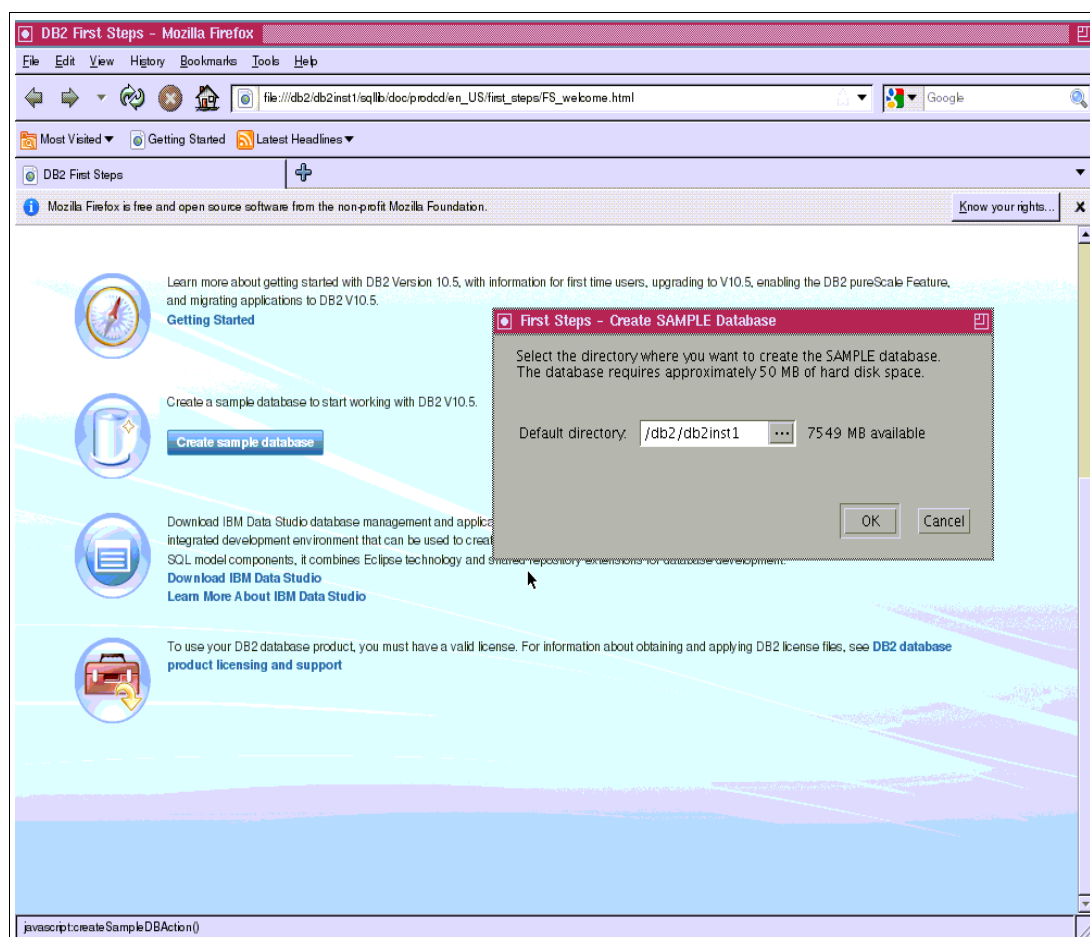 DB2 First Steps - Mozilla Firefox
File Edit View History Bookmarks Tools Help
file:///db2/db2inst1/sqllib/doc/prodcd/en_US/first_steps/FS_welcome.html
Google
Most Visited Getting Started Latest Headlines
DB2 First Steps
Mozilla Firefox is free and open source software from the non-profit Mozilla Foundation.
Know your rights...
Learn more about getting started with DB2 Version 10.5, with information for first time users, upgrading to V10.5, enabling the DB2 pureScale Feature,
and migrating applications to DB2 V10.5.
Getting Started
First Steps - Create SAMPLE Database
Select the directory where you want to create the SAMPLE database.
The database requires approximately 50 MB of hard disk space.
Default directory: /db2/db2inst1 ... 7549 MB available
OK Cancel
Create a sample database to start working with DB2 V10.5.
Create sample database
Download IBM Data Studio database management and applic
integrated development environment that can be used to creat
SQL model components, it combines Eclipse technology and shared repository extensions for database development.
Download IBM Data Studio
Learn More About IBM Data Studio
To use your DB2 database product, you must have a valid license. For information about obtaining and applying DB2 license files, see DB2 database
product licensing and support
javascript:createSampleDBAction()